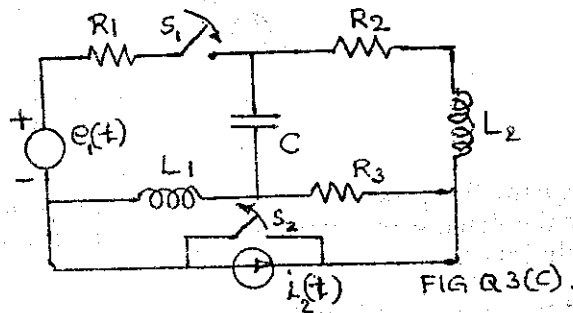 R1 S1 R2
+ e1(t) -
C L2
L1 R3
S2
i2(t) FIG Q3(C).